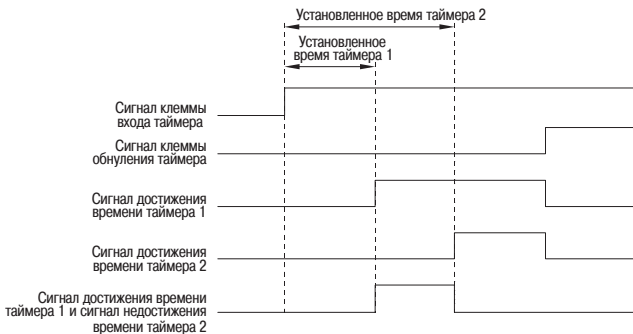 Установленное время таймера 2
Установленное
время таймера 1
Сигнал клеммы
входа таймера
Сигнал клеммы
обнуления таймера
Сигнал достижения
времени таймера 1
Сигнал достижения
времени таймера 2
Сигнал достижения времени
таймера 1 и сигнал недостижения
времени таймера 2